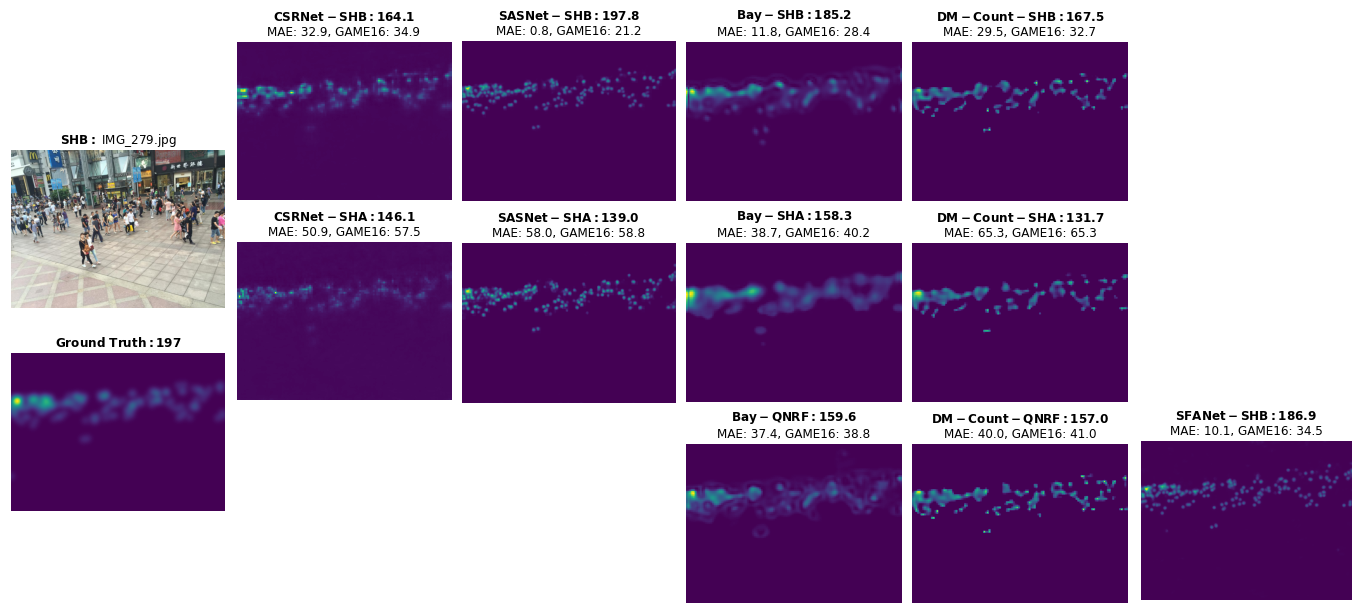 CSRNet − SHB : 164.1
MAE: 32.9, GAME16: 34.9
SASNet − SHB : 197.8
MAE: 0.8, GAME16: 21.2
Bay − SHB : 185.2
MAE: 11.8, GAME16: 28.4
DM − Count − SHB : 167.5
MAE: 29.5, GAME16: 32.7
SHB : IMG_279.jpg
CSRNet − SHA : 146.1
MAE: 50.9, GAME16: 57.5
SASNet − SHA : 139.0
MAE: 58.0, GAME16: 58.8
Bay − SHA : 158.3
MAE: 38.7, GAME16: 40.2
DM − Count − SHA : 131.7
MAE: 65.3, GAME16: 65.3
Ground Truth : 197
Bay − QNRF : 159.6
MAE: 37.4, GAME16: 38.8
DM − Count − QNRF : 157.0
MAE: 40.0, GAME16: 41.0
SFANet − SHB : 186.9
MAE: 10.1, GAME16: 34.5